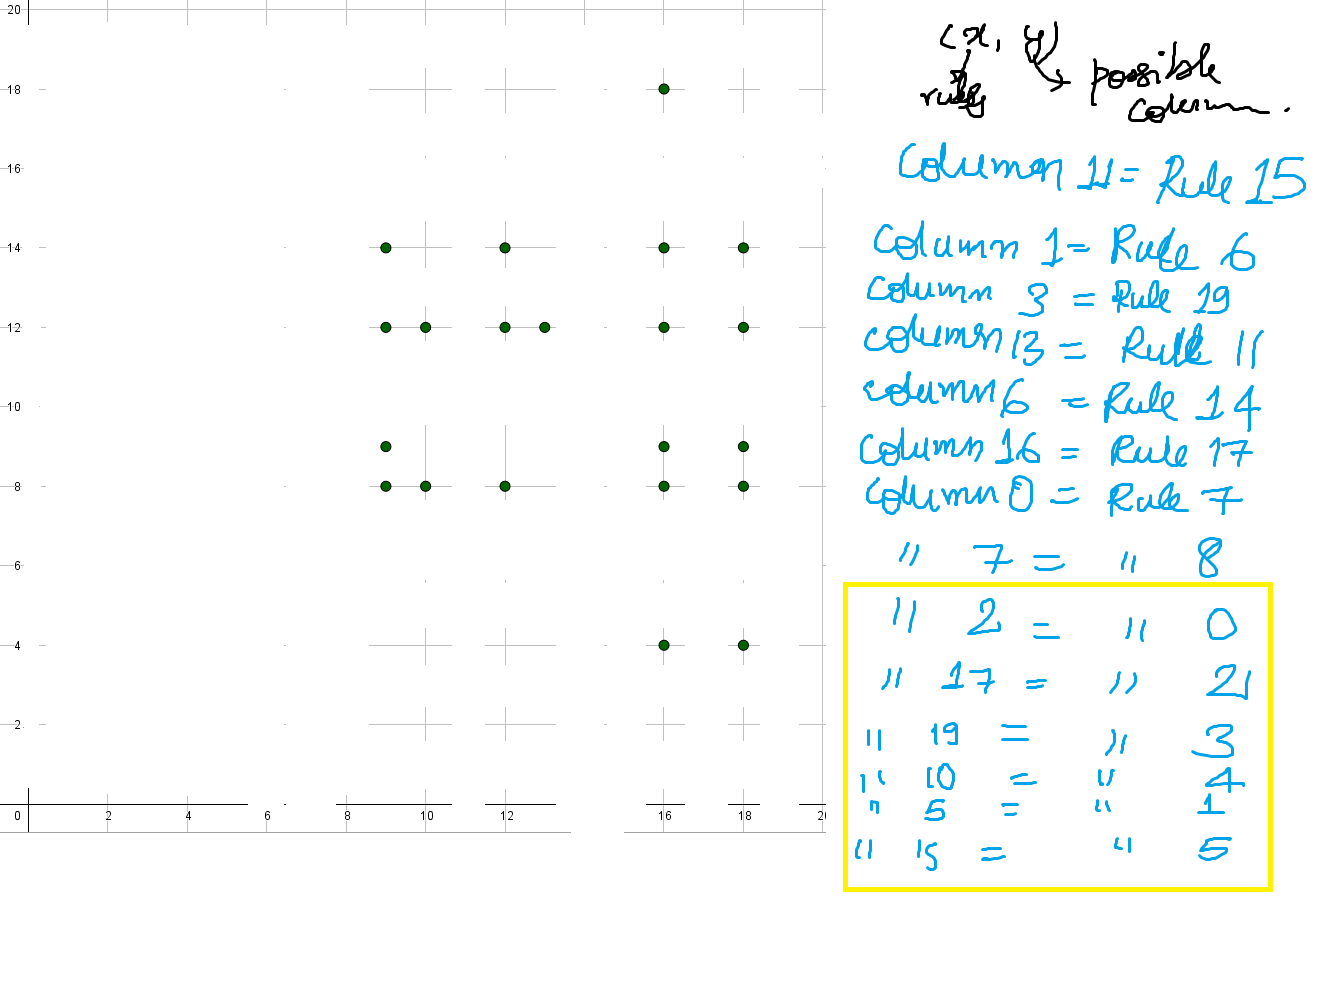 20
18
16
14
12
10
8
6
4
2
0 2 4 6 8 10 12 16 18 20
(x, y)
rules
possible
column.
Column 11 = Rule 15
Column 1 = Rule 6
Column 3 = Rule 19
Column 13 = Rule 11
Column 6 = Rule 14
Column 16 = Rule 17
Column 0 = Rule 7
" 7 = " 8
" 2 = " 0
" 17 = " 2
" 19 = " 3
" 10 = " 4
" 5 = " 1
" 15 = " 5